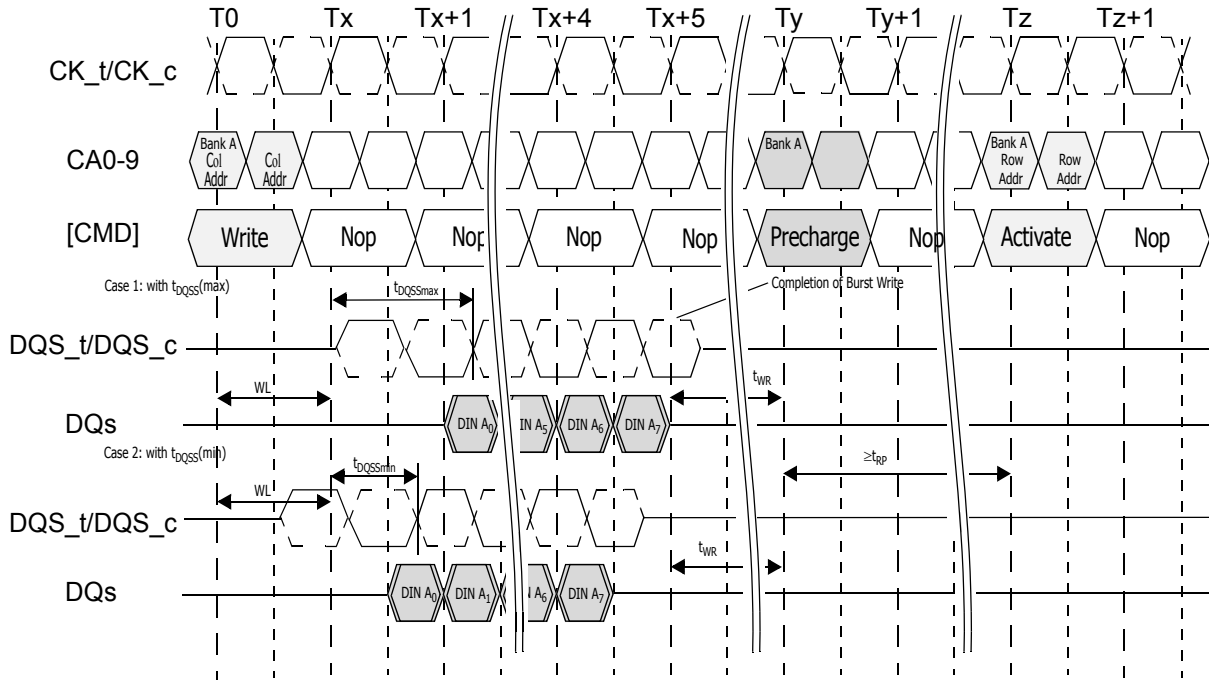 T0 Tx Tx+1 Tx+4 Tx+5 Ty Ty+1 Tz Tz+1
CK_t/CK_c
CA0-9
Bank A Col Addr
Col Addr
Bank A
Bank A Row Addr
Row Addr
[CMD]
Write Nop Nop Nop Nop Precharge Nop Activate Nop
Case 1: with tDQSS(max)
tDQSSmax
Completion of Burst Write
DQS_t/DQS_c
WL
tWR
DQs
DIN A0 IN A5 DIN A6 DIN A7
Case 2: with tDQSS(min)
tDQSSmin
≥tRP
WL
DQS_t/DQS_c
tWR
DQs
DIN A0 DIN A1 N A6 DIN A7